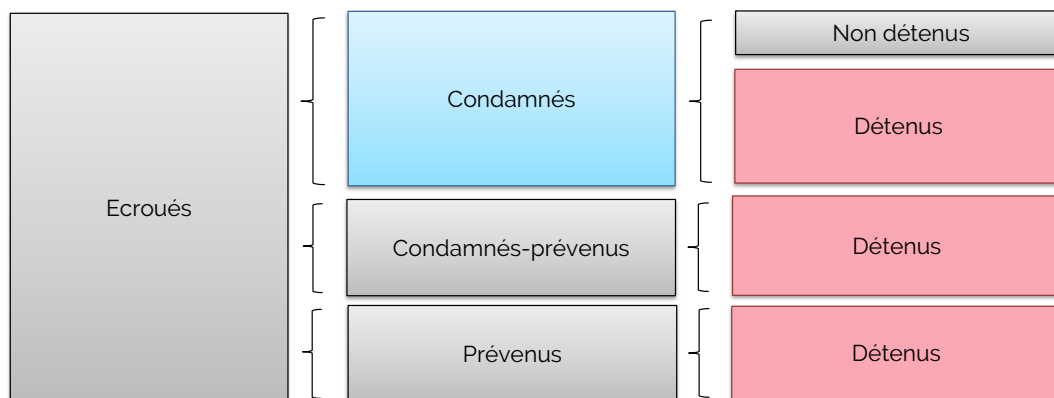 Ecroués
Condamnés
Non détenus
Détenus
Condamnés-prévenus
Détenus
Prévenus
Détenus